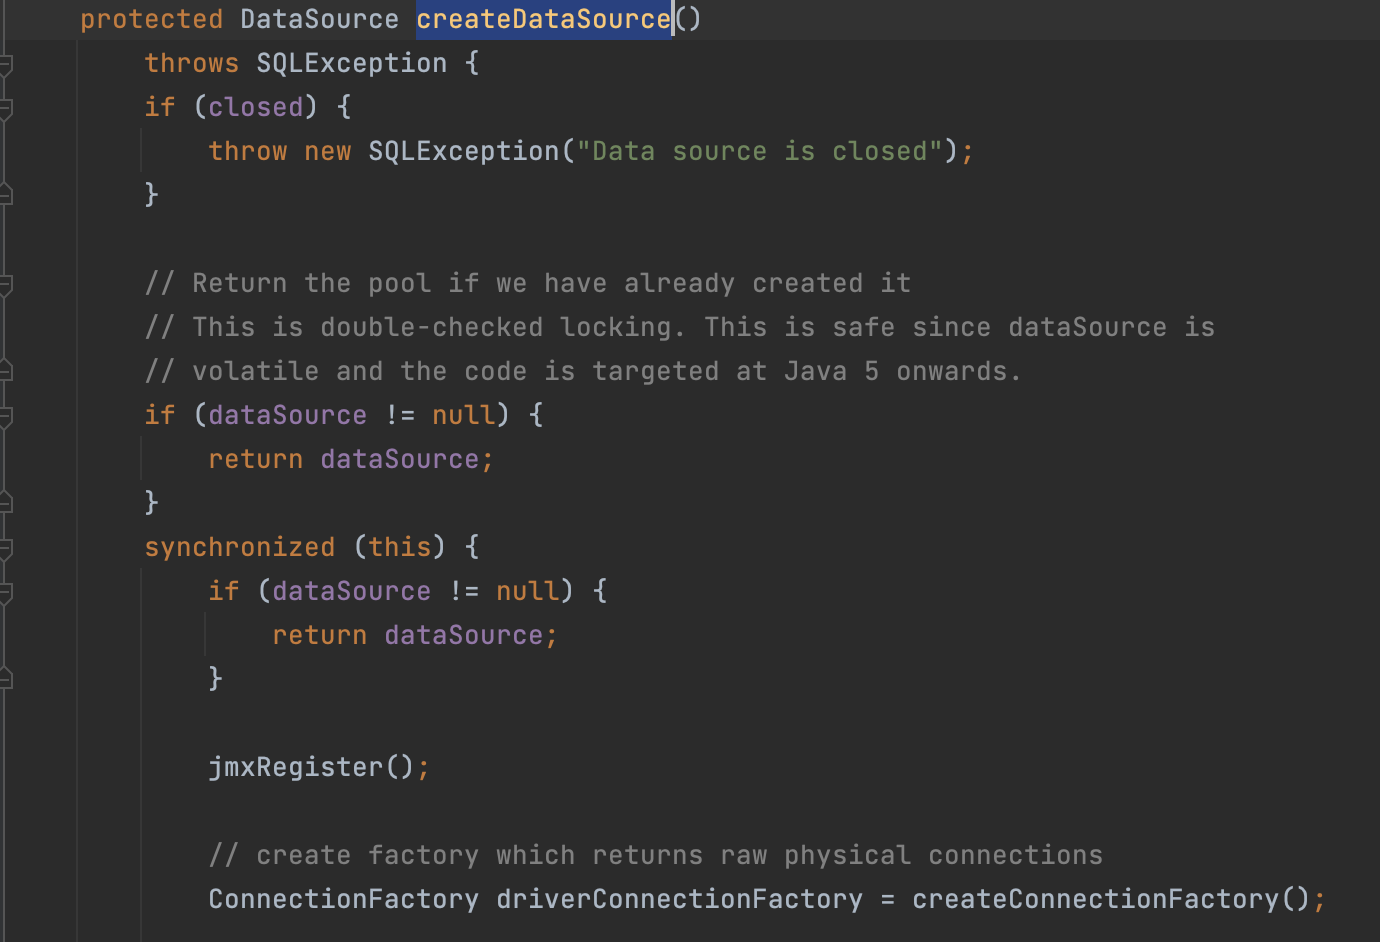 protected DataSource createDataSource()
throws SQLException {
if (closed) {
throw new SQLException("Data source is closed");
}
// Return the pool if we have already created it
// This is double-checked locking. This is safe since dataSource is
// volatile and the code is targeted at Java 5 onwards.
if (dataSource != null) {
return dataSource;
}
synchronized (this) {
if (dataSource != null) {
return dataSource;
}
jmxRegister();
// create factory which returns raw physical connections
ConnectionFactory driverConnectionFactory = createConnectionFactory();